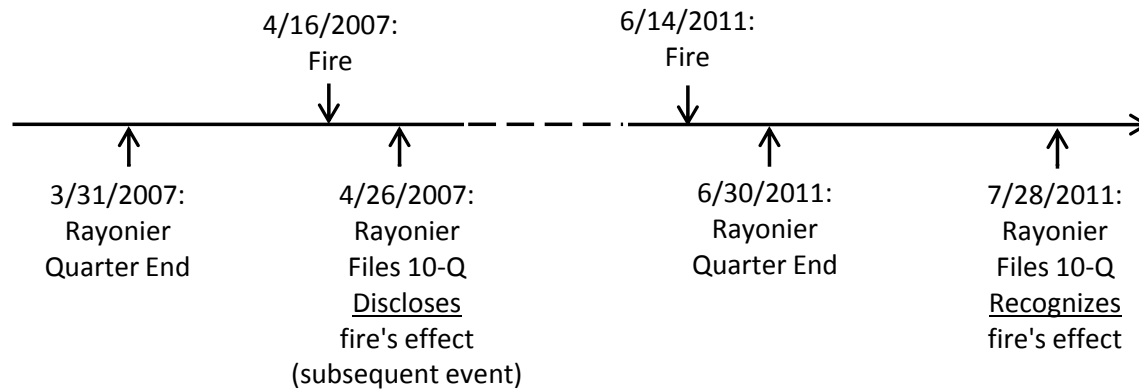 4/16/2007:
Fire
6/14/2011:
Fire
3/31/2007:
Rayonier
Quarter End
4/26/2007:
Rayonier
Files 10-Q
Discloses
fire's effect
(subsequent event)
6/30/2011:
Rayonier
Quarter End
7/28/2011:
Rayonier
Files 10-Q
Recognizes
fire's effect